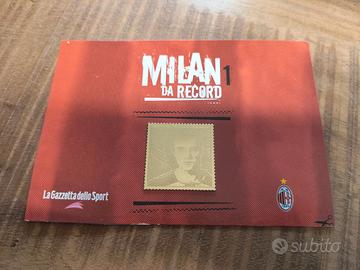 MILAN 1
DA RECORD
La Gazzetta dello Sport
subito